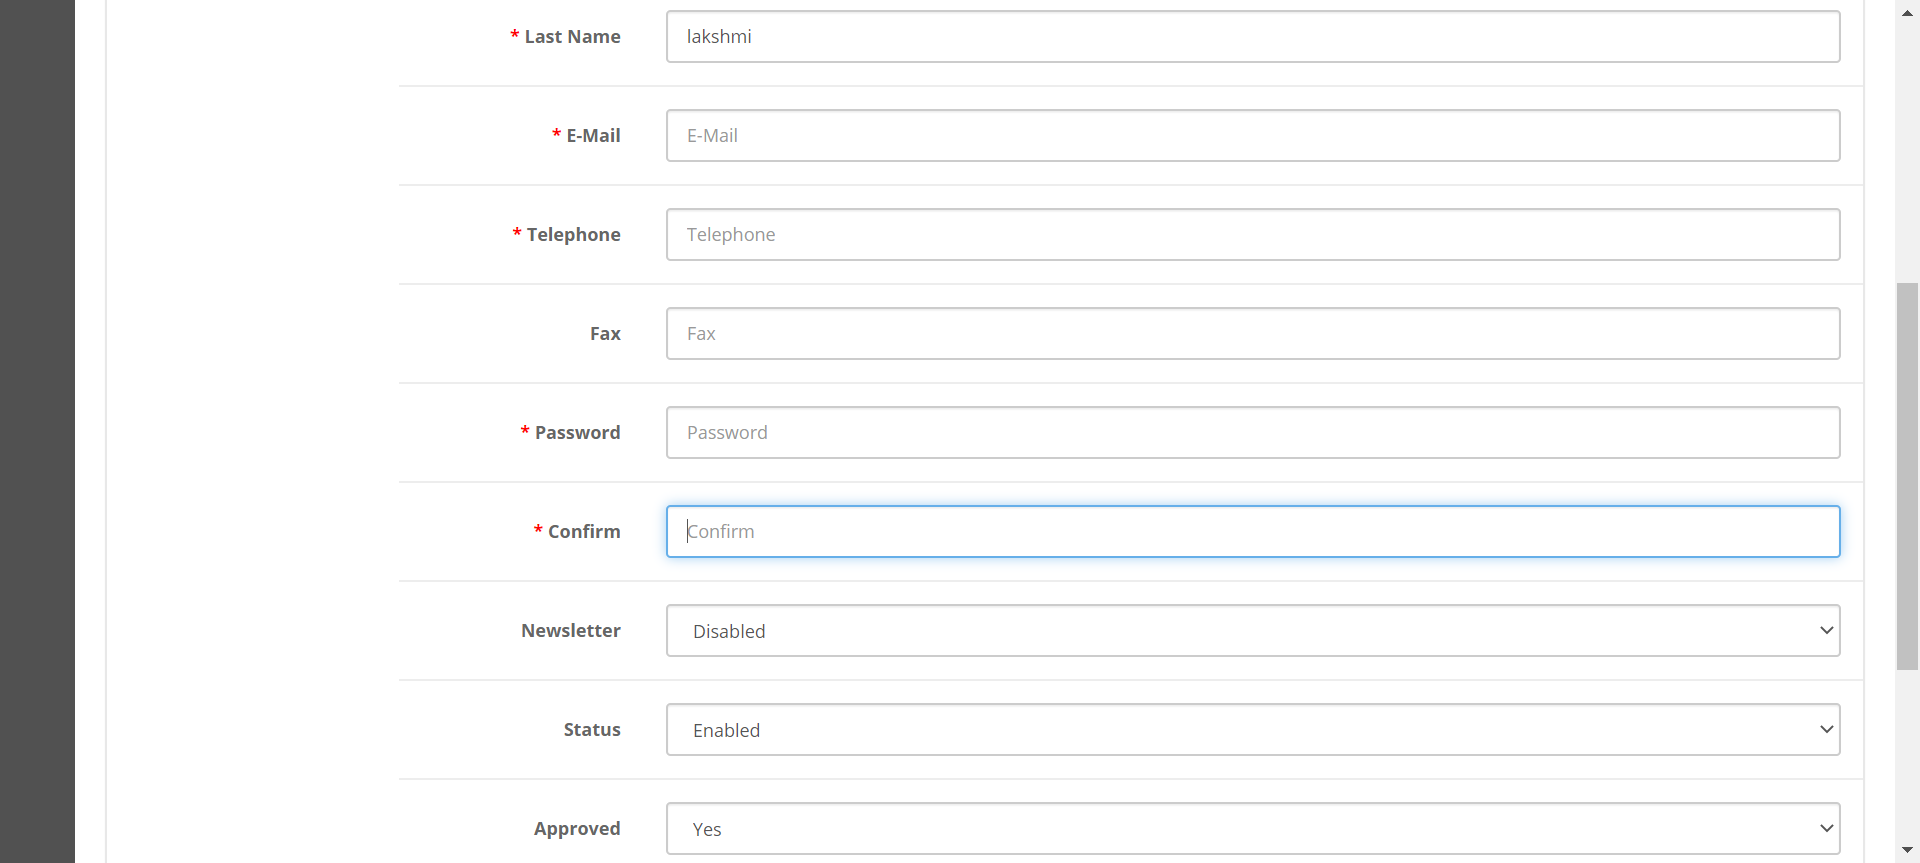 * Last Name lakshmi
* E-Mail E-Mail
* Telephone Telephone
Fax Fax
* Password Password
* Confirm Confirm
Newsletter Disabled
Status Enabled
Approved Yes